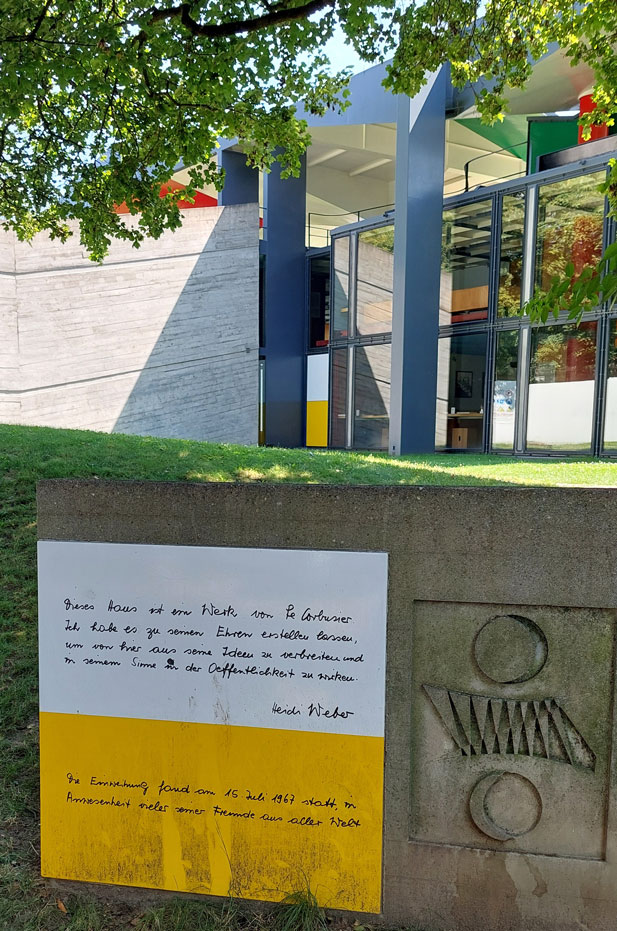 Dieses Haus ist ein Werk von Le Corbusier
Ich habe es zu seinen Ehren erstellen lassen,
um von hier aus seine Ideen zu verbreiten und
in seinem Sinne in der Oeffentlichkeit zu wirken.
Heidi Weber
Die Einweihung fand am 15 Juli 1967 statt, in
Anwesenheit vieler seiner Freunde aus aller Welt